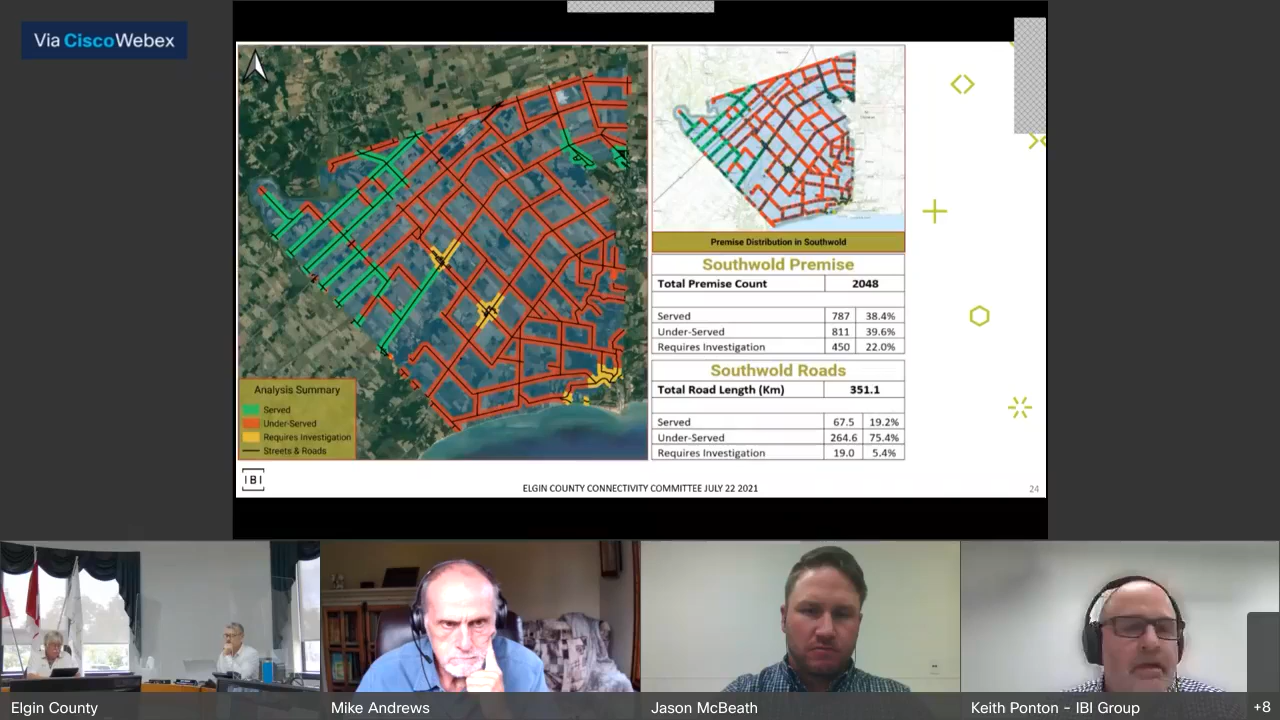 Via Cisco Webex
Premise Distribution in Southwold
Southwold Premise
Total Premise Count 2048
Served 787 38.4%
Under-Served 811 39.6%
Requires Investigation 450 22.0%
Southwold Roads
Total Road Length (Km) 351.1
Served 67.5 19.2%
Under-Served 264.6 75.4%
Requires Investigation 19.0 5.4%
Analysis Summary
Served
Under-Served
Requires Investigation
Streets & Roads
IBI
ELGIN COUNTY CONNECTIVITY COMMITTEE JULY 22 2021
24
Elgin County
Mike Andrews
Jason McBeath
Keith Ponton - IBI Group
+8